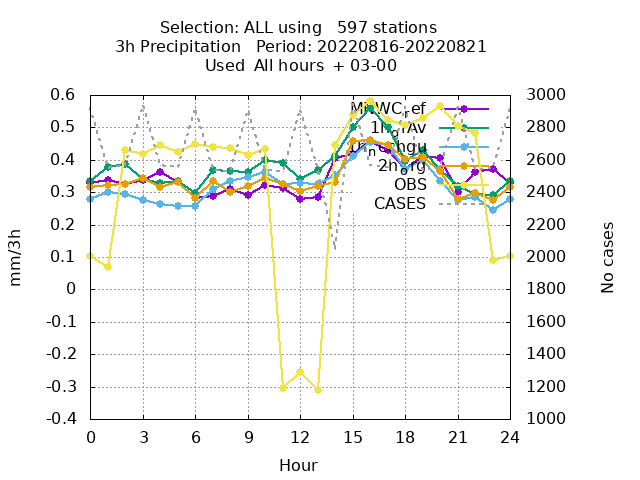 Selection: ALL using 597 stations
3h Precipitation Period: 20220816-20220821
Used All hours + 03-00
mm/3h
0.6
0.5
0.4
0.3
0.2
0.1
0
-0.1
-0.2
-0.3
-0.4
3000
2800
2600
2400
2200
2000
1800
1600
1400
1200
1000
No cases
OBS
CASES
0 3 6 9 12 15 18 21 24
Hour